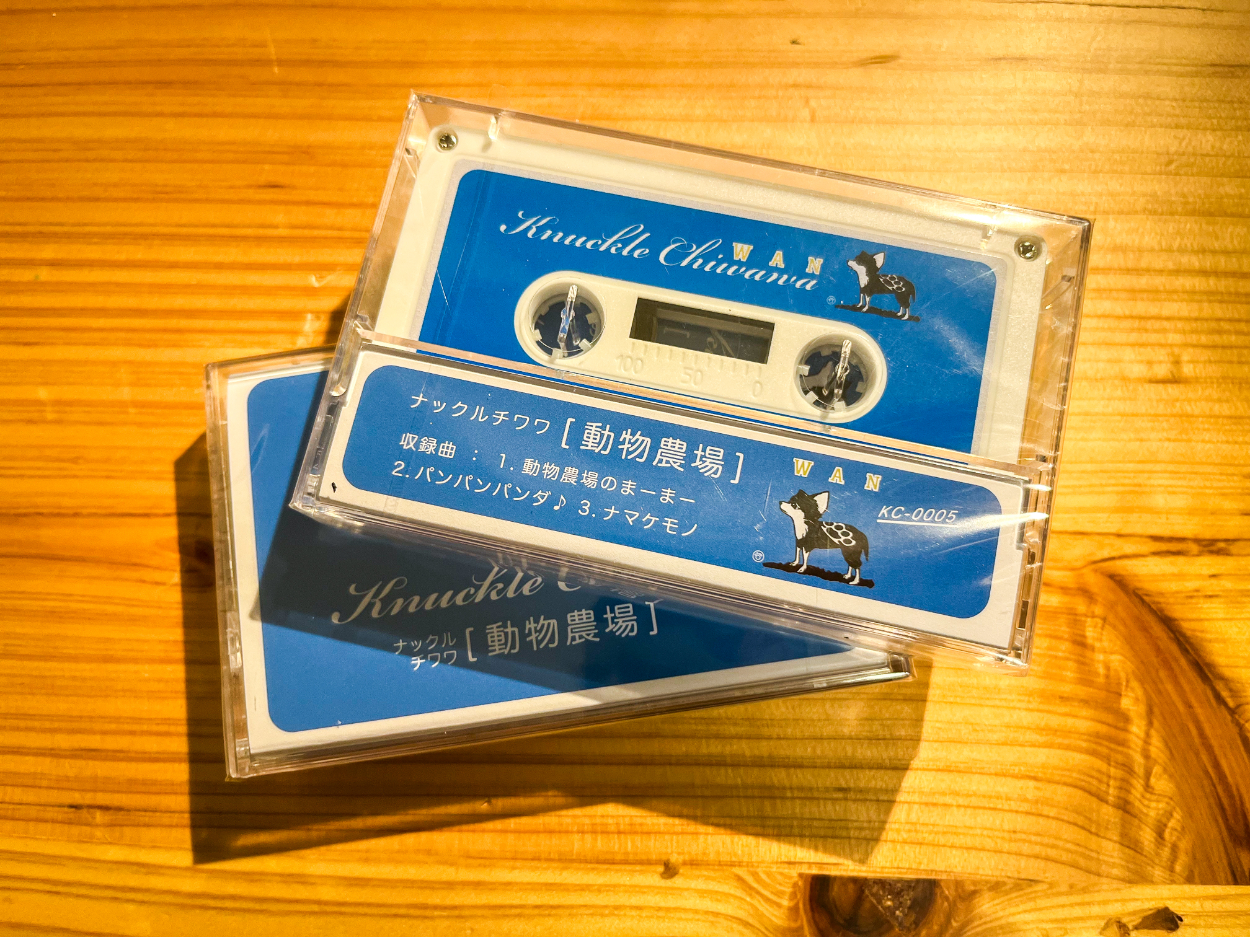 Knuckle Chiwawa
WAN
100 50 0
ナックルチワワ [動物農場]
収録曲 : 1. 動物農場のまーまー
2. パンパンパンダ♪ 3. ナマケモノ
WAN
KC-0005
Knuckle
ナックル
チワワ [動物農場]